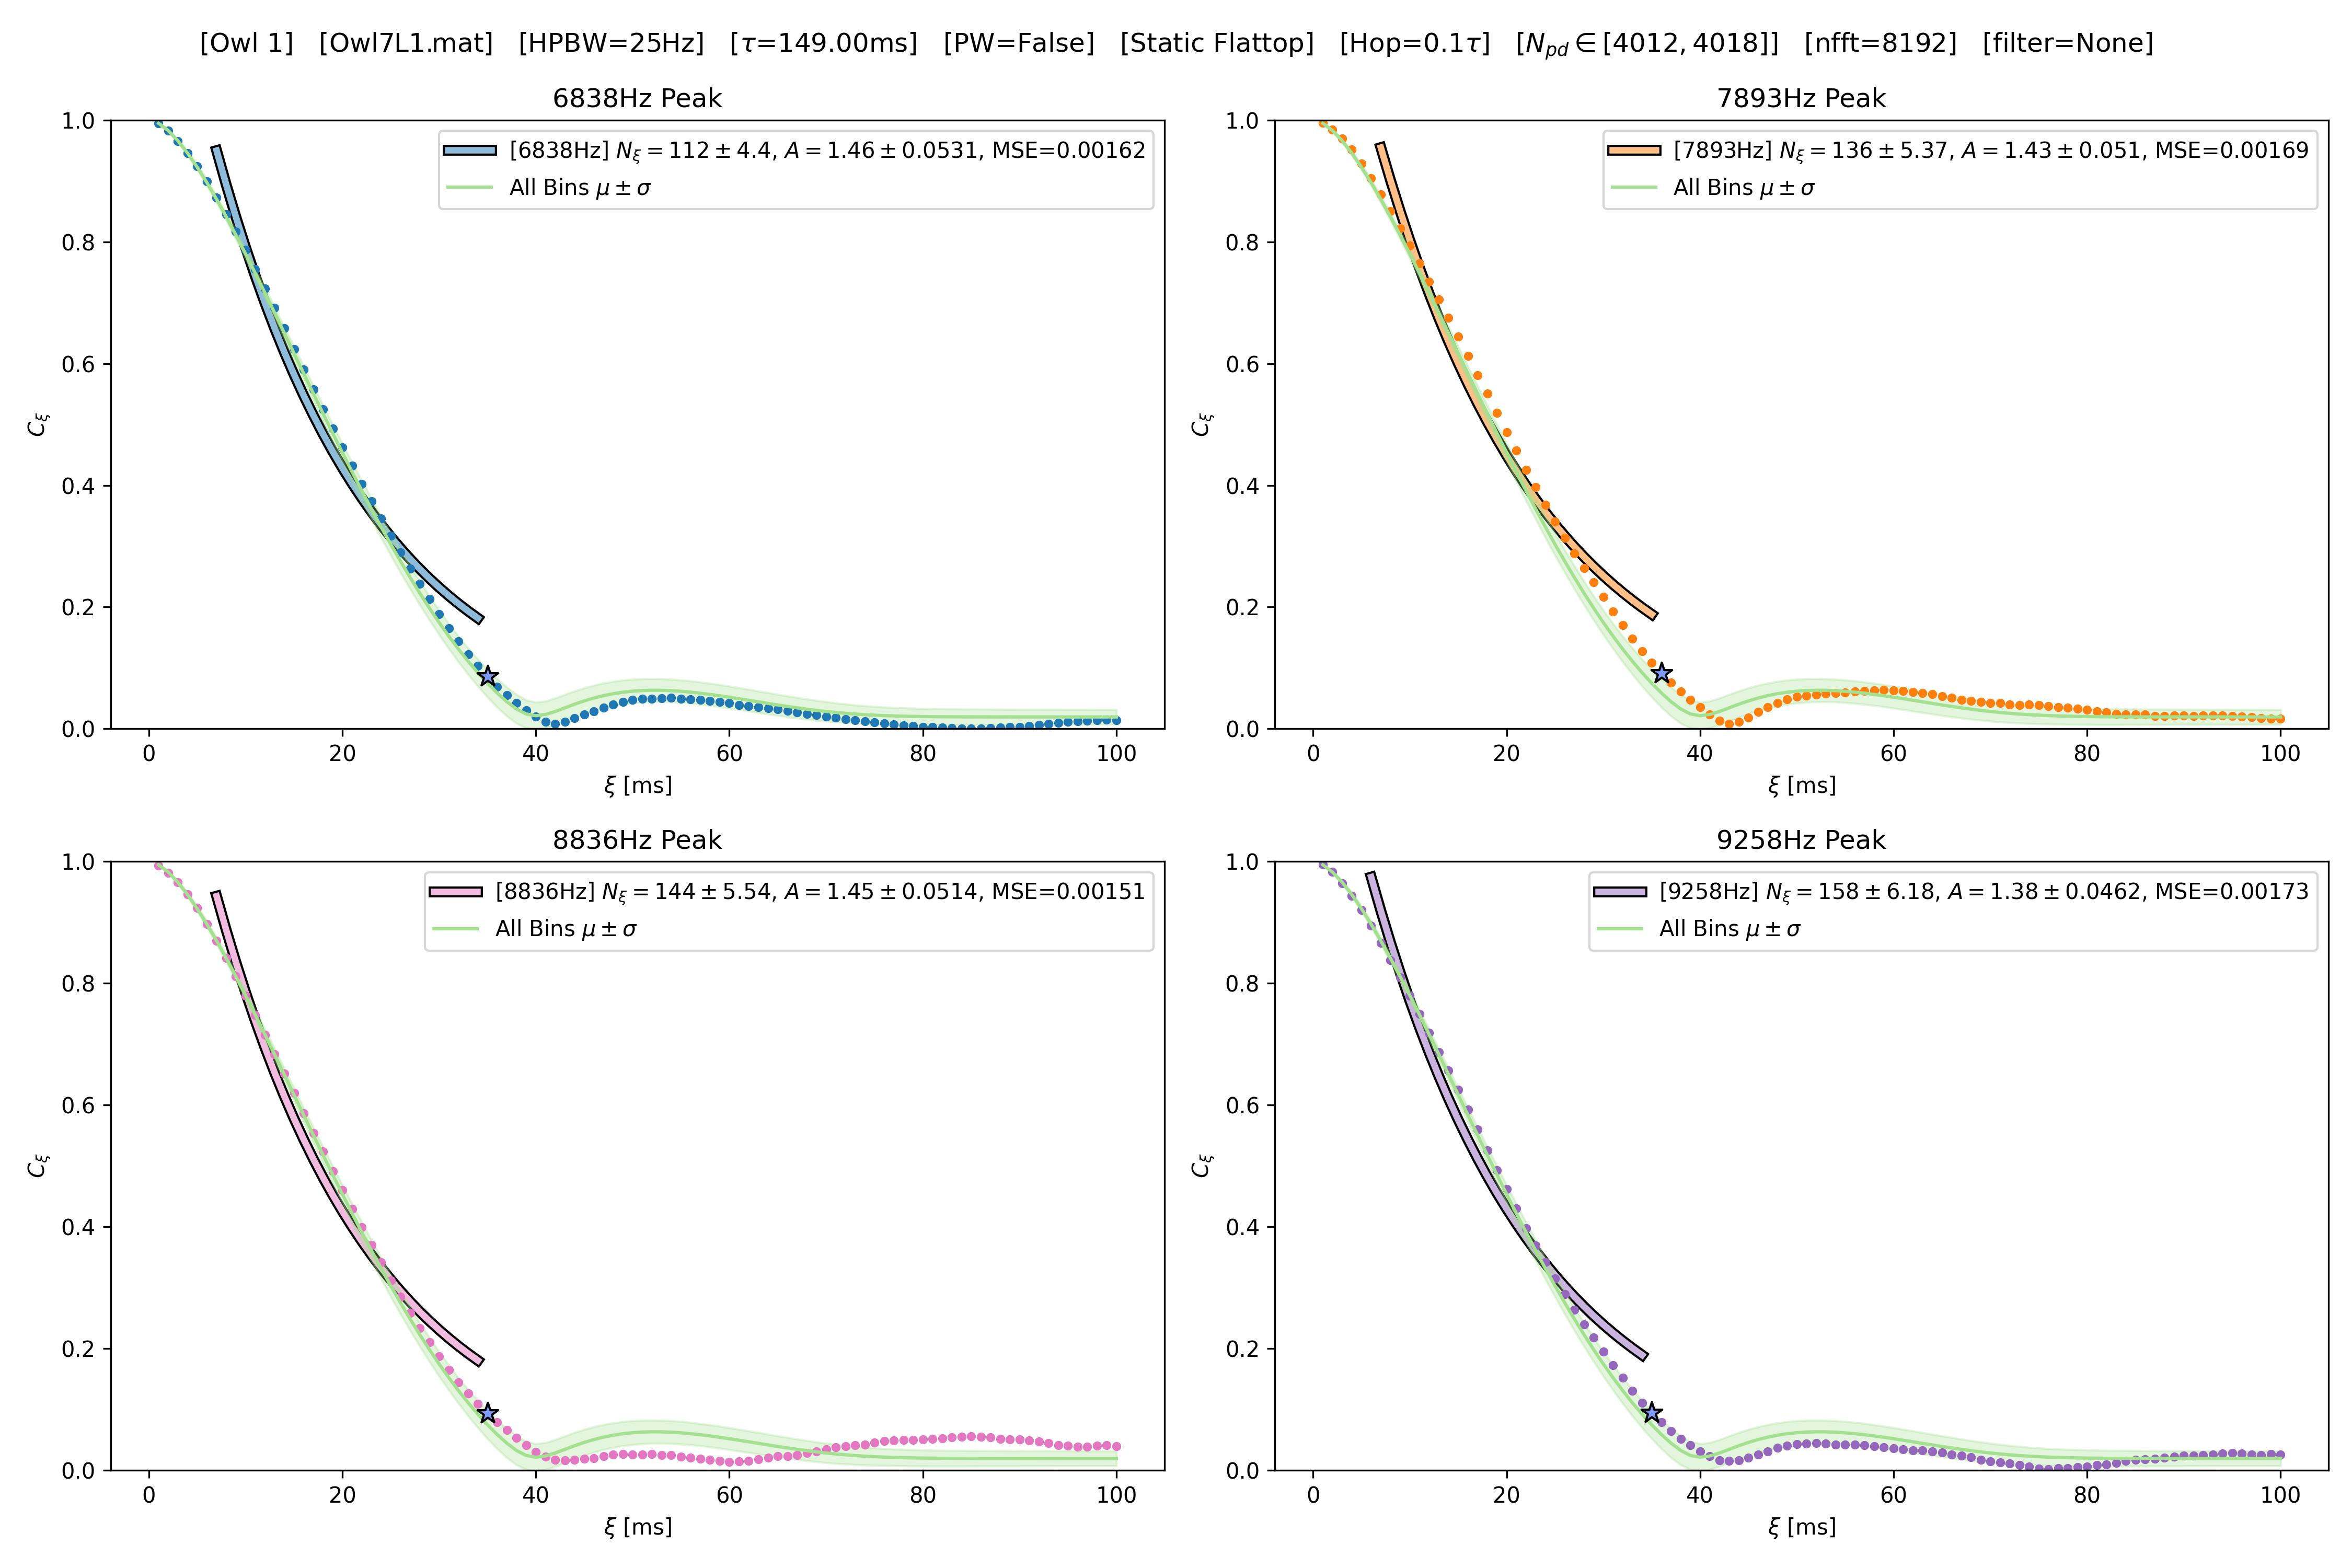 [Owl 1]   [Owl7L1.mat]   [HPBW=25Hz]   [τ=149.00ms]   [PW=False]   [Static Flattop]   [Hop=0.1τ]   [N_pd ∈ [4012, 4018]]   [nfft=8192]   [filter=None]
6838Hz Peak
[6838Hz] N_ξ = 112 ± 4.4, A = 1.46 ± 0.0531, MSE=0.00162
All Bins μ ± σ
1.0
0.8
0.6
0.4
0.2
0.0
C_ξ
0 20 40 60 80 100
ξ [ms]
7893Hz Peak
[7893Hz] N_ξ = 136 ± 5.37, A = 1.43 ± 0.051, MSE=0.00169
All Bins μ ± σ
1.0
0.8
0.6
0.4
0.2
0.0
C_ξ
0 20 40 60 80 100
ξ [ms]
8836Hz Peak
[8836Hz] N_ξ = 144 ± 5.54, A = 1.45 ± 0.0514, MSE=0.00151
All Bins μ ± σ
1.0
0.8
0.6
0.4
0.2
0.0
C_ξ
0 20 40 60 80 100
ξ [ms]
9258Hz Peak
[9258Hz] N_ξ = 158 ± 6.18, A = 1.38 ± 0.0462, MSE=0.00173
All Bins μ ± σ
1.0
0.8
0.6
0.4
0.2
0.0
C_ξ
0 20 40 60 80 100
ξ [ms]